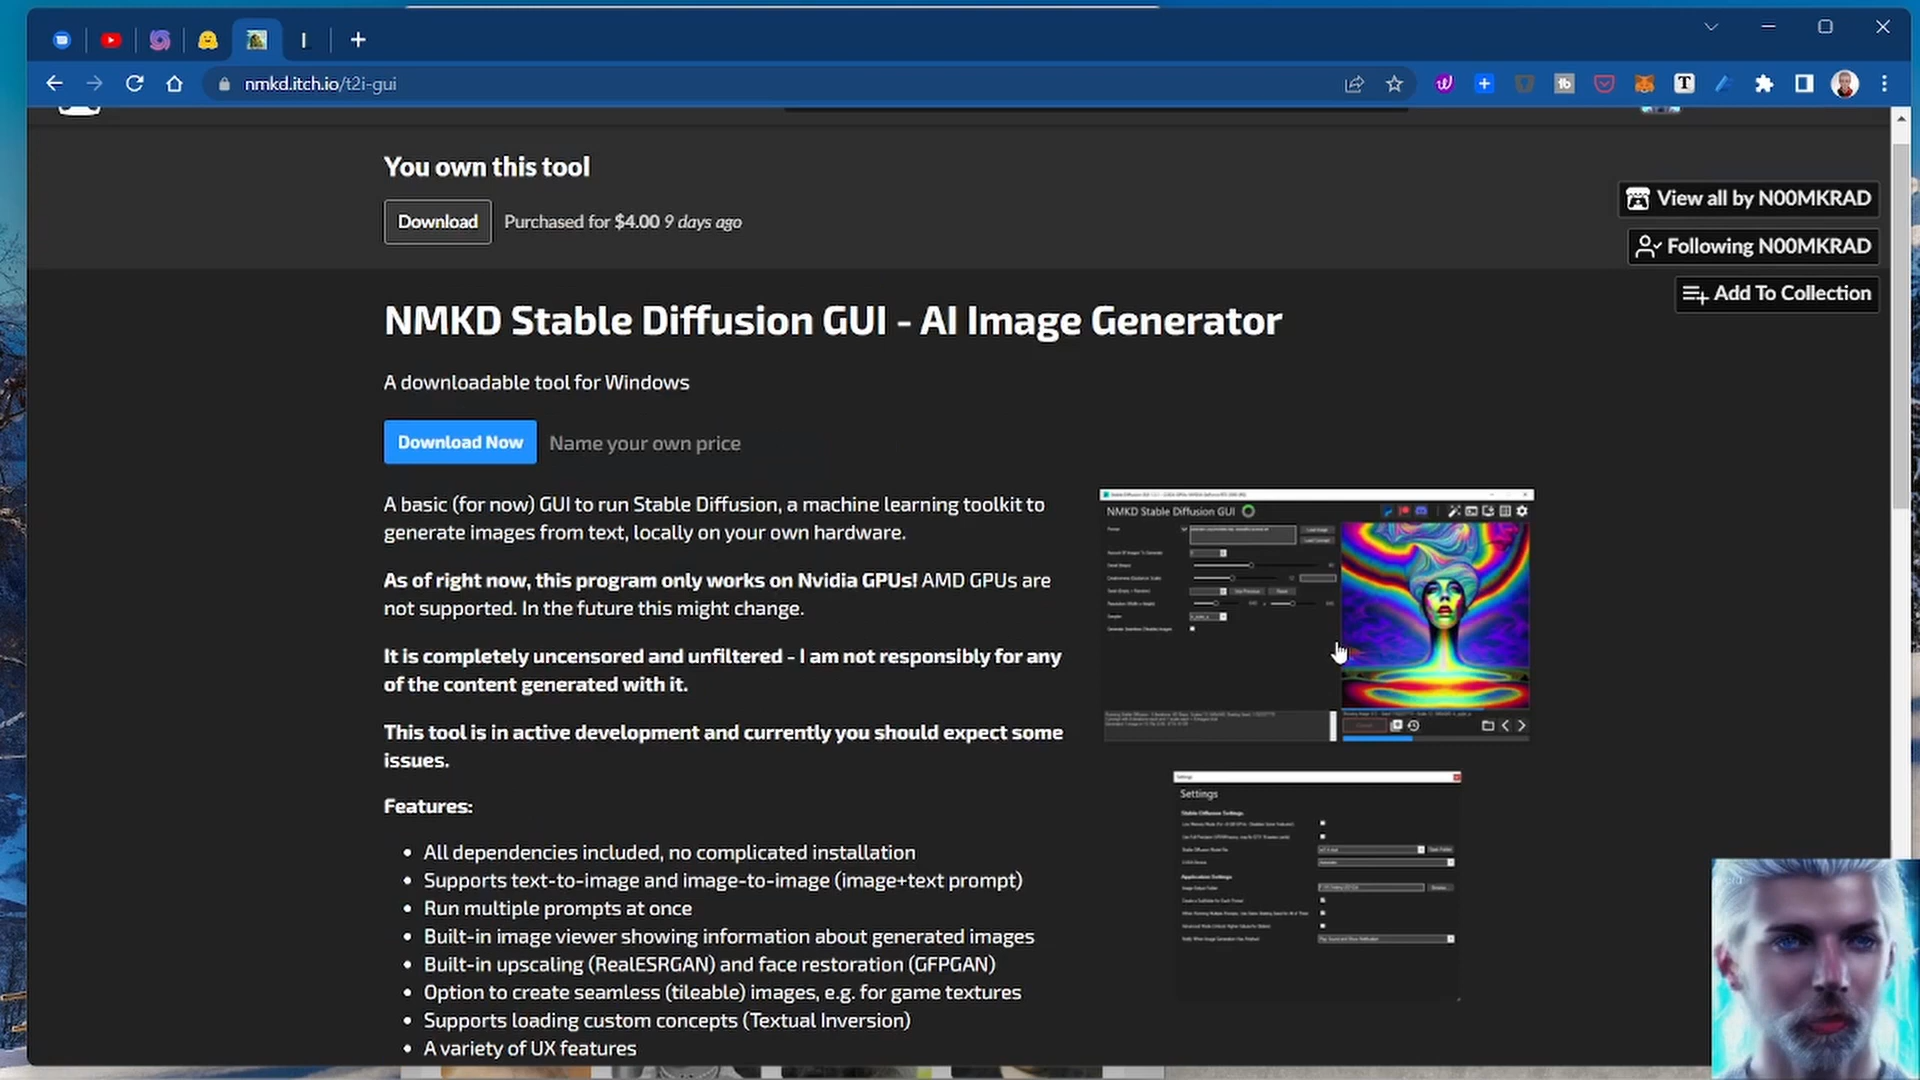 nmkd.itch.io/t2i-gui
You own this tool
Download Purchased for $4.00 9 days ago
View all by N00MKRAD
Following N00MKRAD
Add To Collection
NMKD Stable Diffusion GUI - AI Image Generator
A downloadable tool for Windows
Download Now Name your own price
A basic (for now) GUI to run Stable Diffusion, a machine learning toolkit to
generate images from text, locally on your own hardware.
As of right now, this program only works on Nvidia GPUs! AMD GPUs are
not supported. In the future this might change.
It is completely uncensored and unfiltered - I am not responsibly for any
of the content generated with it.
This tool is in active development and currently you should expect some
issues.
Features:
All dependencies included, no complicated installation
Supports text-to-image and image-to-image (image+text prompt)
Run multiple prompts at once
Built-in image viewer showing information about generated images
Built-in upscaling (RealESRGAN) and face restoration (GFPGAN)
Option to create seamless (tileable) images, e.g. for game textures
Supports loading custom concepts (Textual Inversion)
A variety of UX features
NMKD Stable Diffusion GUI
Settings
Stable Diffusion Settings
Application Settings